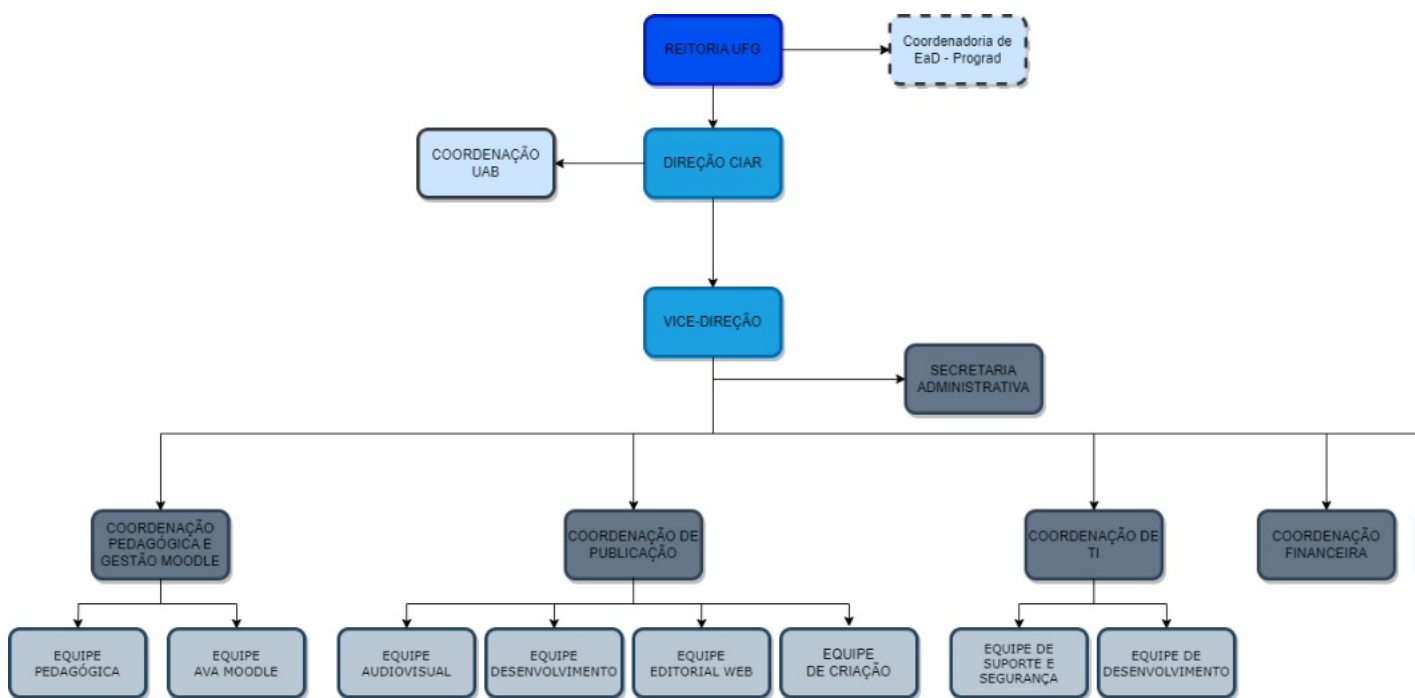 REITORIA UFG
Coordenadoria de
EaD - Prograd
COORDENAÇÃO
UAB
DIREÇÃO CIAR
VICE-DIREÇÃO
SECRETARIA
ADMINISTRATIVA
COORDENAÇÃO
PEDAGÓGICA E
GESTÃO MOODLE
COORDENAÇÃO DE
PUBLICAÇÃO
COORDENAÇÃO DE
TI
COORDENAÇÃO
FINANCEIRA
EQUIPE
PEDAGÓGICA
EQUIPE
AVA MOODLE
EQUIPE
AUDIOVISUAL
EQUIPE
DESENVOLVIMENTO
EQUIPE
EDITORIAL WEB
EQUIPE
DE CRIAÇÃO
EQUIPE DE
SUPORTE E
SEGURANÇA
EQUIPE DE
DESENVOLVIMENTO